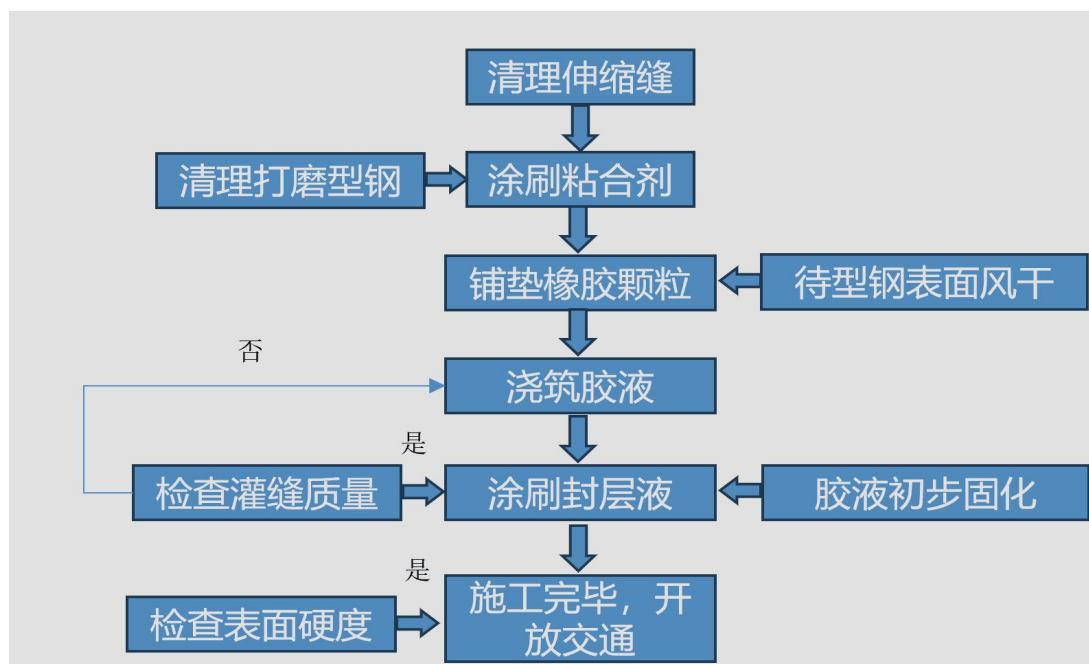 清理伸缩缝
清理打磨型钢
涂刷粘合剂
铺垫橡胶颗粒
待型钢表面风干
否
浇筑胶液
是
检查灌缝质量
涂刷封层液
胶液初步固化
是
检查表面硬度
施工完毕，开
放交通